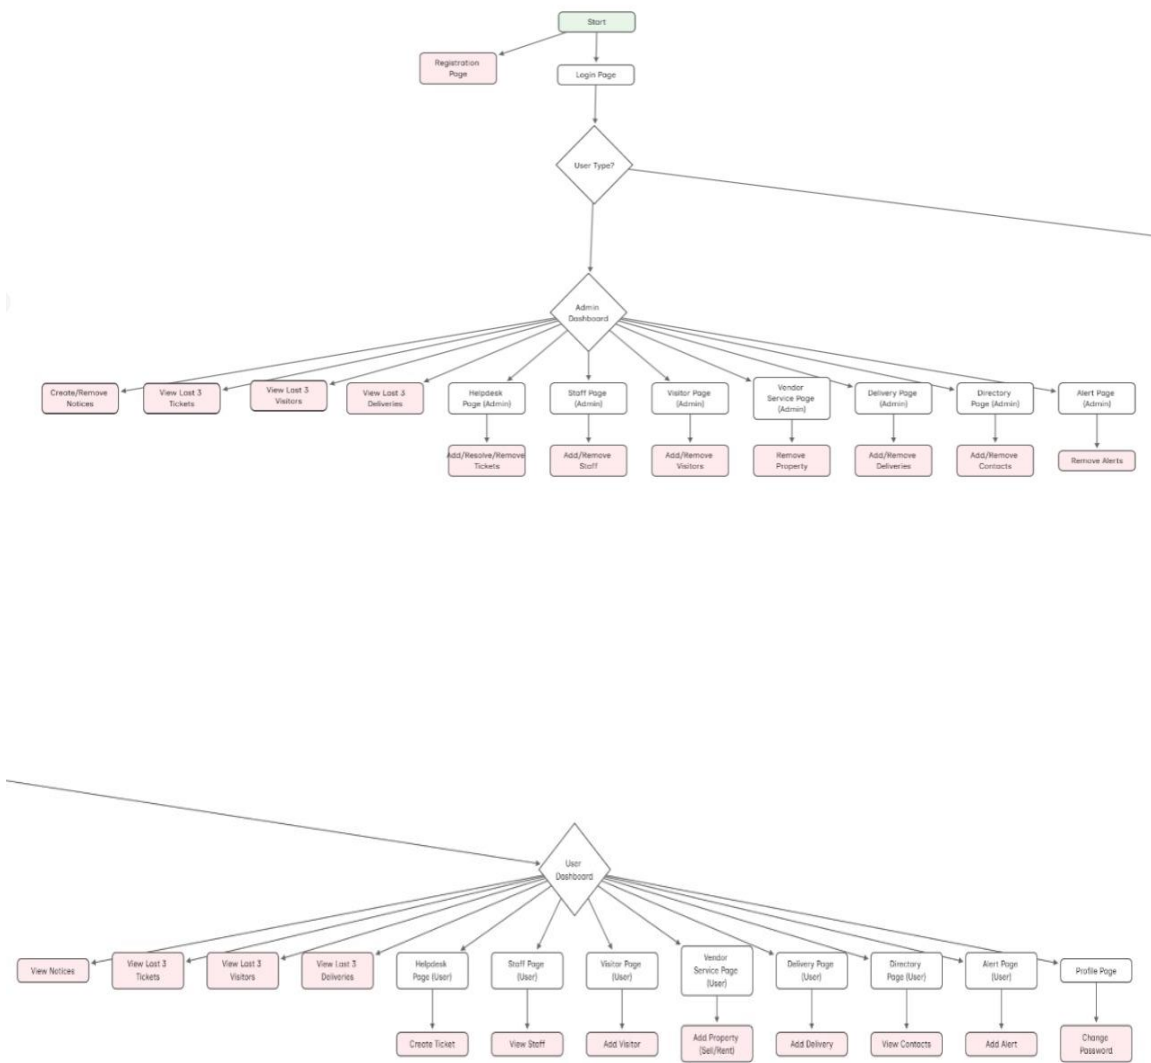 Start
Registration
Page
Login Page
User Type?
Admin
Dashboard
Create/Remove
Notices
View Last 3
Tickets
View Last 3
Visitors
View Last 3
Deliveries
Helpdesk
Page (Admin)
Staff Page
(Admin)
Visitor Page
(Admin)
Vendor
Service Page
(Admin)
Delivery Page
(Admin)
Directory
Page (Admin)
Alert Page
(Admin)
Add/Resolve/Remove
Tickets
Add/Remove
Staff
Add/Remove
Visitors
Remove
Property
Add/Remove
Deliveries
Add/Remove
Contacts
Remove Alerts
User
Dashboard
View Notices
View Last 3
Tickets
View Last 3
Visitors
View Last 3
Deliveries
Helpdesk
Page (User)
Staff Page
(User)
Visitor Page
(User)
Vendor
Service Page
(User)
Delivery Page
(User)
Directory
Page (User)
Alert Page
(User)
Profile Page
Create Ticket
View Staff
Add Visitor
Add Property
(Sell/Rent)
Add Delivery
View Contacts
Add Alert
Change
Password